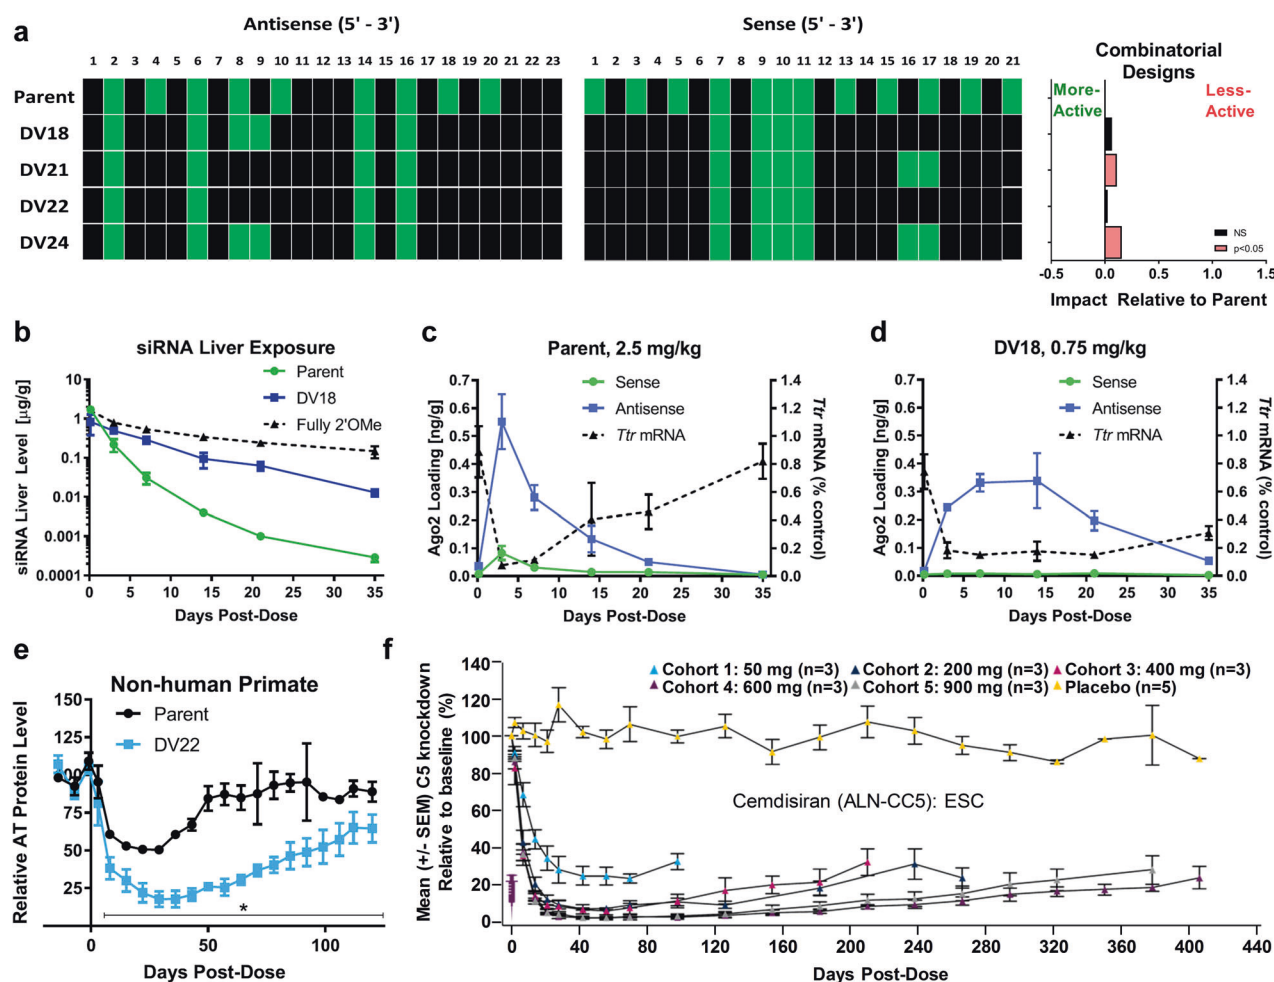 a
Antisense (5' - 3')
Sense (5' - 3')
1 2 3 4 5 6 7 8 9 10 11 12 13 14 15 16 17 18 19 20 21 22 23
1 2 3 4 5 6 7 8 9 10 11 12 13 14 15 16 17 18 19 20 21
Parent
DV18
DV21
DV22
DV24
Combinatorial
Designs
More-
Active
Less-
Active
NS
p<0.05
-0.5 0.0 0.5 1.0 1.5
Impact Relative to Parent
b
siRNA Liver Exposure
Parent
DV18
Fully 2'OMe
siRNA Liver Level [µg/g]
10
1
0.1
0.01
0.001
0.0001
0 5 10 15 20 25 30 35
Days Post-Dose
c
Parent, 2.5 mg/kg
Sense
Antisense
Ttr mRNA
Ago2 Loading [ng/g]
0.7
0.6
0.5
0.4
0.3
0.2
0.1
0.0
1.4
1.2
1.0
0.8
0.6
0.4
0.2
0.0
Ttr mRNA (% control)
0 5 10 15 20 25 30 35
Days Post-Dose
d
DV18, 0.75 mg/kg
Sense
Antisense
Ttr mRNA
Ago2 Loading [ng/g]
0.7
0.6
0.5
0.4
0.3
0.2
0.1
0.0
1.4
1.2
1.0
0.8
0.6
0.4
0.2
0.0
Ttr mRNA
(% control)
0 5 10 15 20 25 30 35
Days Post-Dose
e
Non-human Primate
Parent
DV22
Relative AT Protein Level
150
125
100
75
50
25
*
0 50 100
Days Post-Dose
f
Cohort 1: 50 mg (n=3) Cohort 2: 200 mg (n=3) Cohort 3: 400 mg (n=3)
Cohort 4: 600 mg (n=3) Cohort 5: 900 mg (n=3) Placebo (n=5)
Mean (+/- SEM) C5 knockdown
Relative to baseline (%)
140
120
100
80
60
40
20
0
Cemdisiran (ALN-CC5): ESC
0 40 80 120 160 200 240 280 320 360 400 440
Days Post-Dose